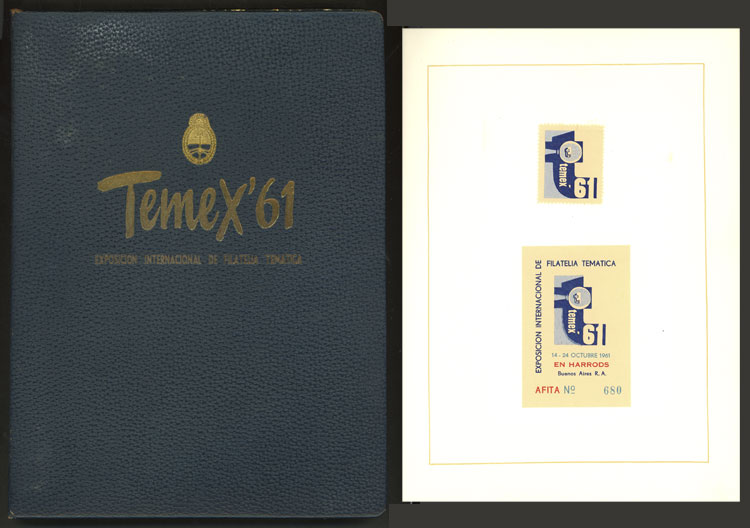 Temex'61
EXPOSICION INTERNACIONAL DE FILATELIA TEMATICA
temex
61
EXPOSICION INTERNACIONAL DE
FILATELIA TEMATICA
temex
61
14 - 24 OCTUBRE 1961
EN HARRODS
Buenos Aires R. A.
AFITA Nº 680